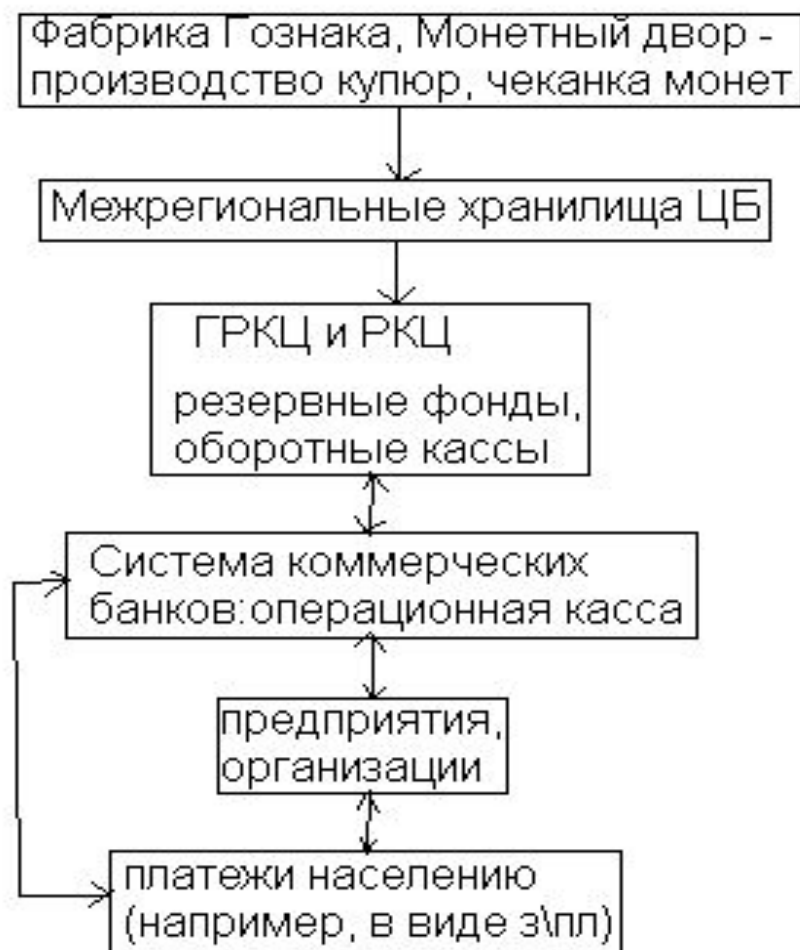 Фабрика Гознака, Монетный двор -
производство купюр, чеканка монет
Межрегиональные хранилища ЦБ
ГРКЦ и РКЦ
резервные фонды,
оборотные кассы
Система коммерческих
банков:операционная касса
предприятия,
организации
платежи населению
(например, в виде з\пл)